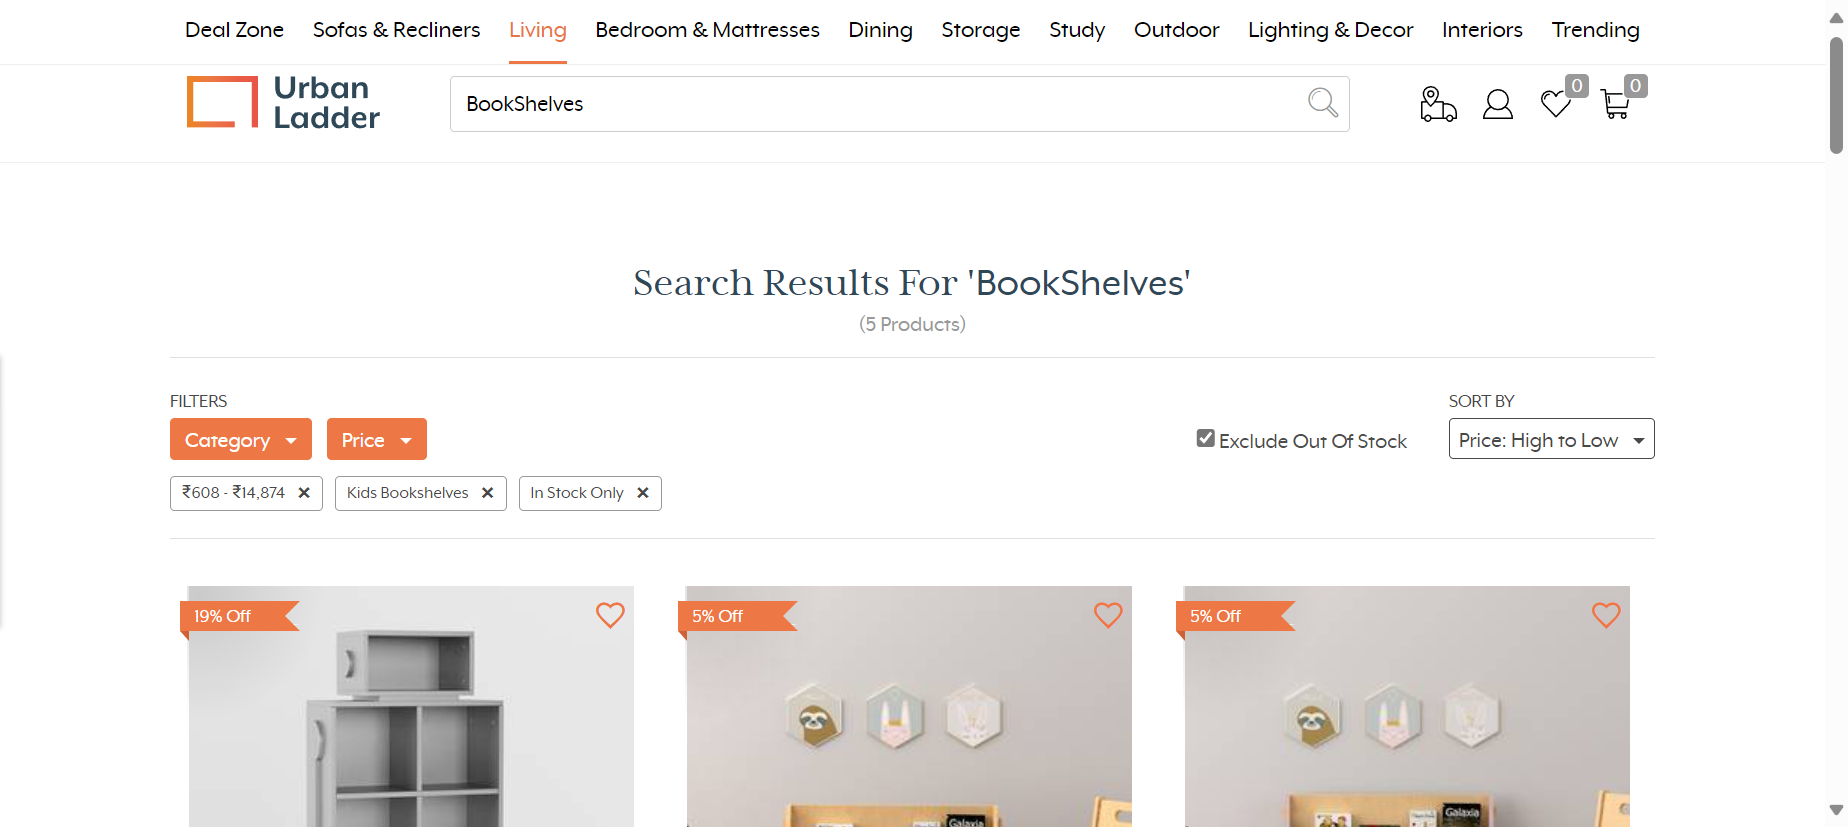 Deal Zone Sofas & Recliners Living Bedroom & Mattresses Dining Storage Study Outdoor Lighting & Decor Interiors Trending
Urban
Ladder
BookShelves
0
0
Search Results For 'BookShelves'
(5 Products)
FILTERS
SORT BY
Category
Price
Exclude Out Of Stock
Price: High to Low
₹608 - ₹14,874
Kids Bookshelves
In Stock Only
19% Off
5% Off
5% Off
Galaxia
Galaxia